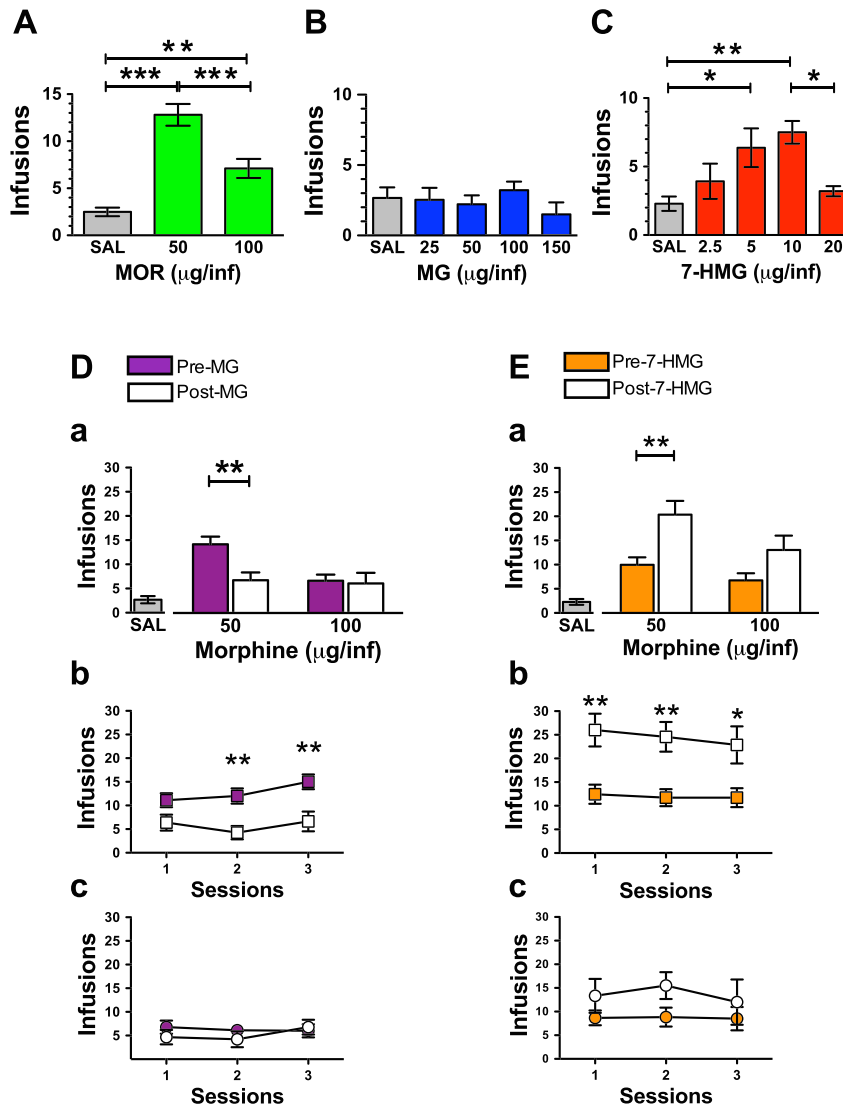 A
B
C
**
***
***
**
*
*
Infusions
15
10
5
0
SAL
50
100
MOR (µg/inf)
Infusions
10
5
0
SAL
25
50
100
150
MG (µg/inf)
Infusions
10
5
0
SAL
2.5
5
10
20
7-HMG (µg/inf)
D
Pre-MG
Post-MG
E
Pre-7-HMG
Post-7-HMG
a
**
Infusions
30
25
20
15
10
5
0
SAL
50
100
Morphine (µg/inf)
a
**
Infusions
30
25
20
15
10
5
0
SAL
50
100
Morphine (µg/inf)
b
**
**
Infusions
30
25
20
15
10
5
0
1
2
3
Sessions
b
**
**
*
Infusions
30
25
20
15
10
5
0
1
2
3
Sessions
c
Infusions
30
25
20
15
10
5
1
2
3
Sessions
c
Infusions
30
25
20
15
10
5
0
1
2
3
Sessions